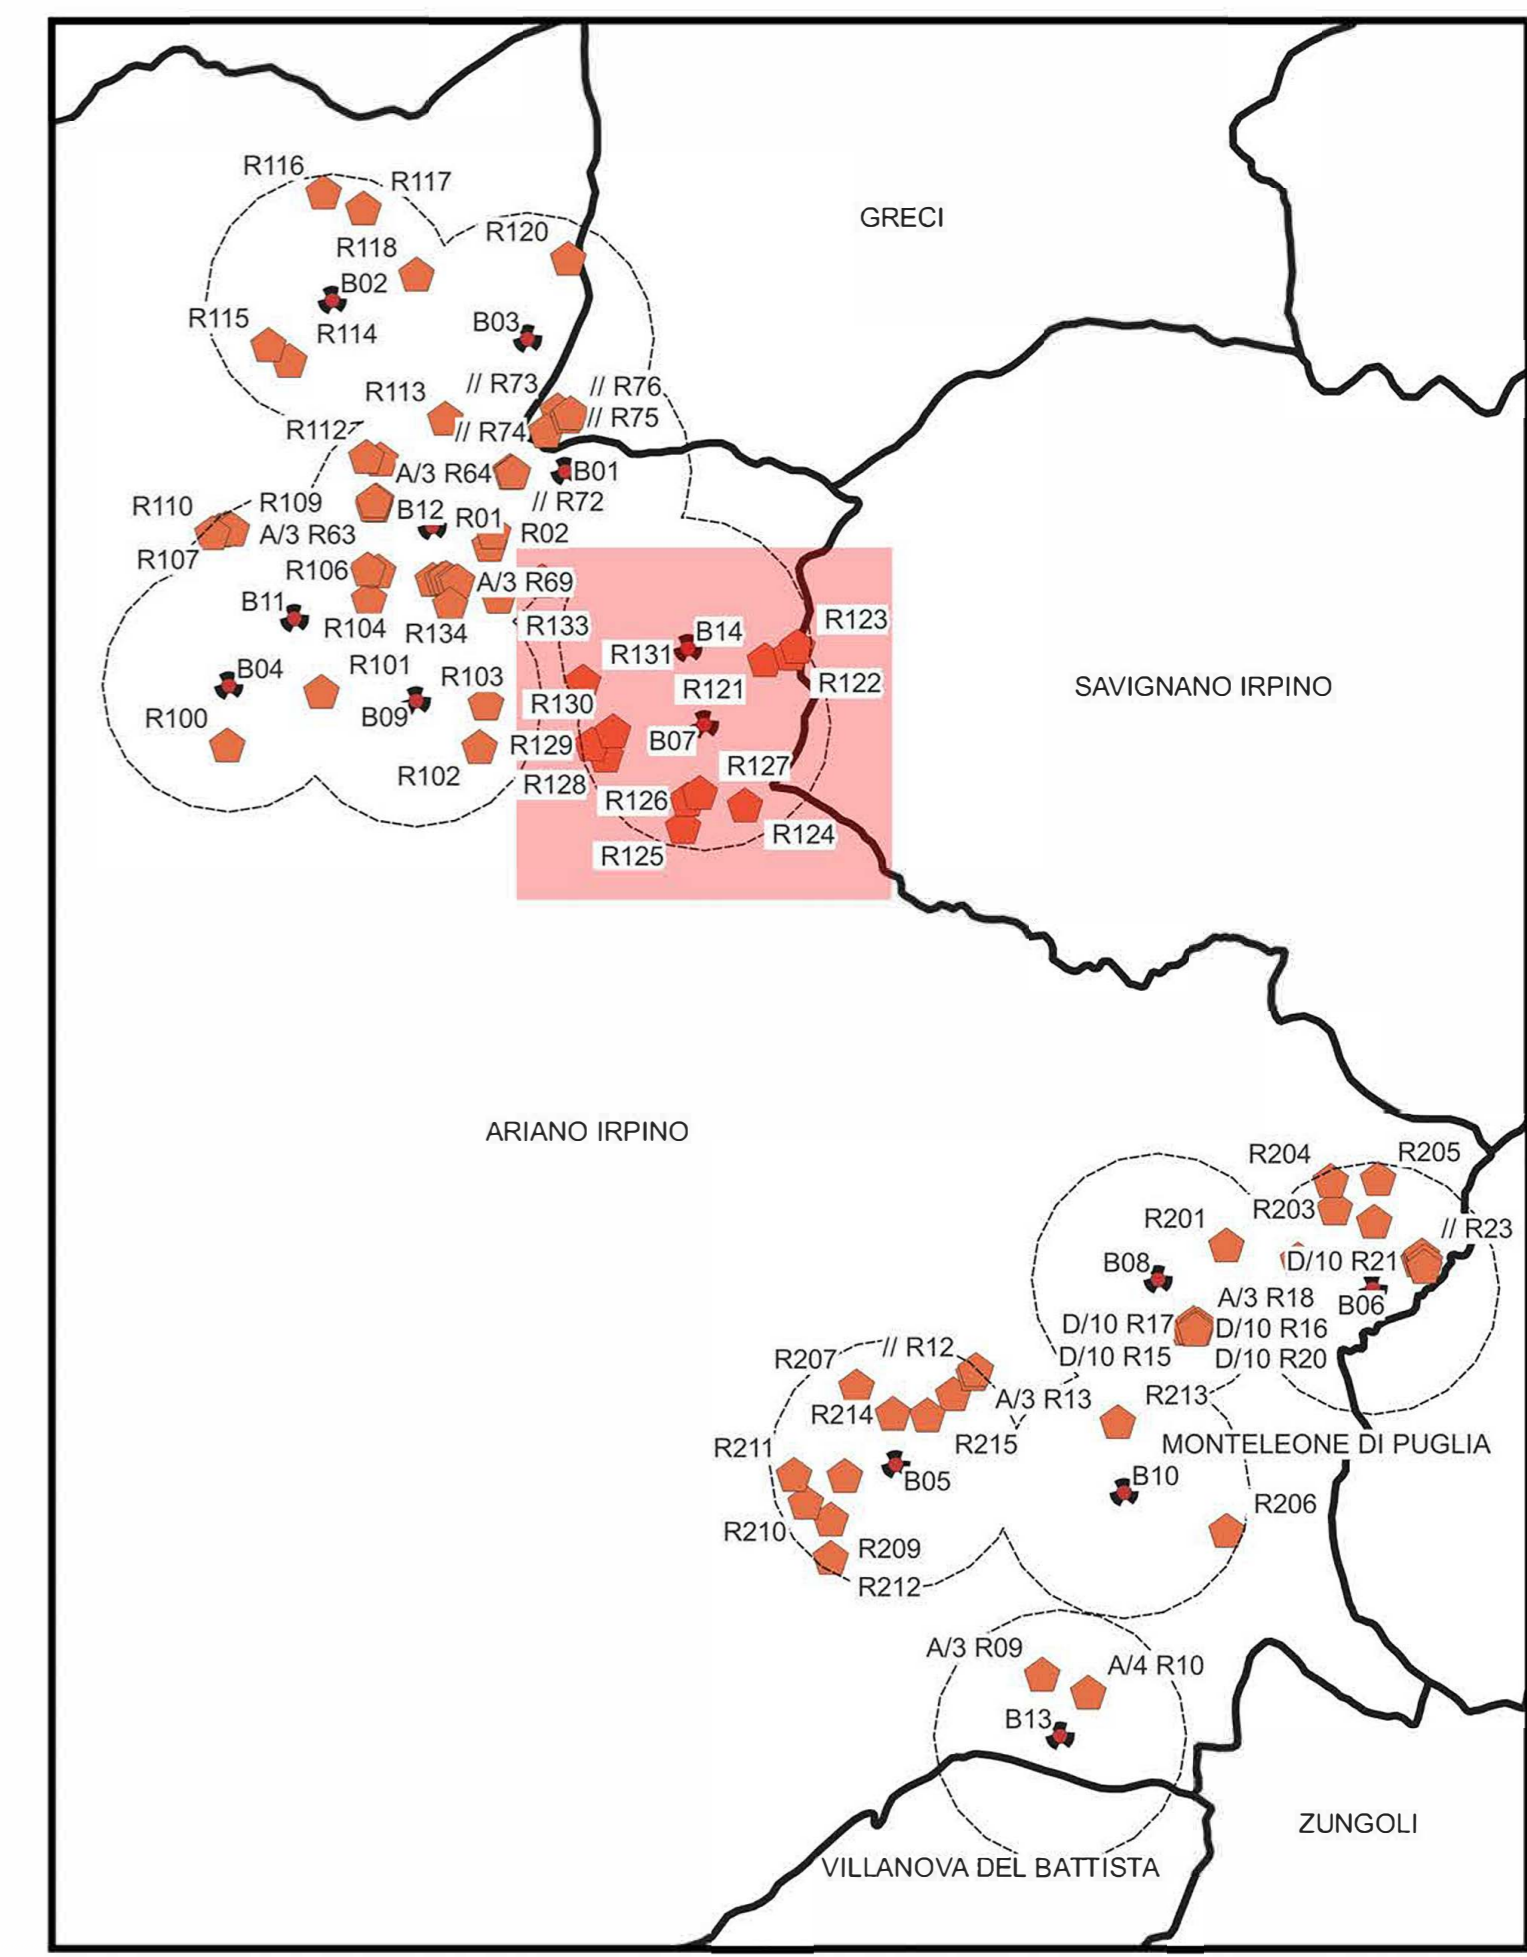 R116
R117
GRECI
R120
R118
B02
R115
B03
R114
// R73
// R76
R113
// R75
R112
// R74
A/3 R64
B01
// R72
R110
R109
B12
R01
R02
A/3 R63
R107
R106
A/3 R69
B11
R123
R104
R133
R134
B14
R131
B04
R101
R103
R121
R122
SAVIGNANO IRPINO
R130
R100
B09
B07
R129
R127
R102
R128
R126
R124
R125
ARIANO IRPINO
R204
R205
R203
R201
// R23
B08
D/10 R21
A/3 R18
B06
D/10 R17
D/10 R16
// R12
D/10 R15
D/10 R20
R207
A/3 R13
R213
R214
R215
MONTELEONE DI PUGLIA
R211
B05
B10
R206
R210
R209
R212
A/3 R09
A/4 R10
B13
ZUNGOLI
VILLANOVA DEL BATTISTA